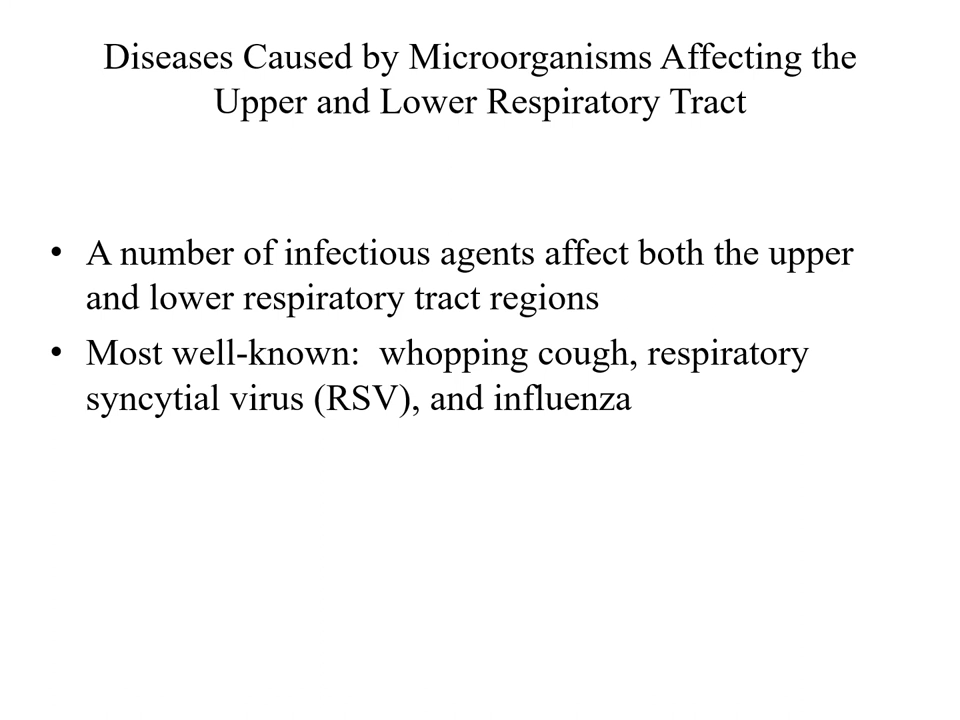 Diseases Caused by Microorganisms Affecting the
Upper and Lower Respiratory Tract
• A number of infectious agents affect both the upper
and lower respiratory tract regions
• Most well-known:  whopping cough, respiratory
syncytial virus (RSV), and influenza